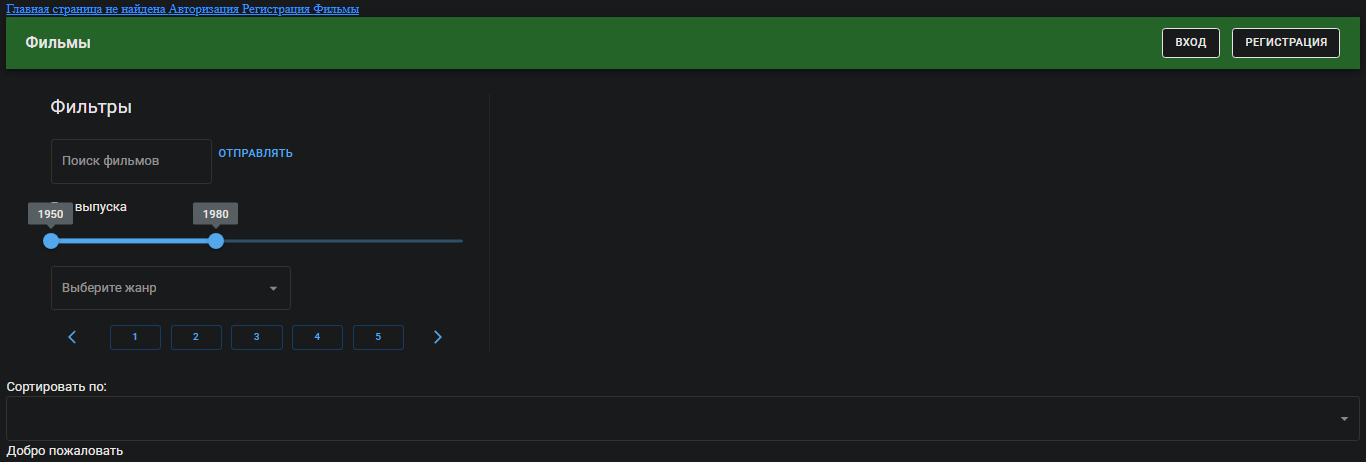 Главная страница не найдена Авторизация Регистрация Фильмы
Фильмы
ВХОД
РЕГИСТРАЦИЯ
Фильтры
Поиск фильмов
ОТПРАВЛЯТЬ
выпуска
1950
1980
Выберите жанр
1 2 3 4 5
Сортировать по:
Добро пожаловать